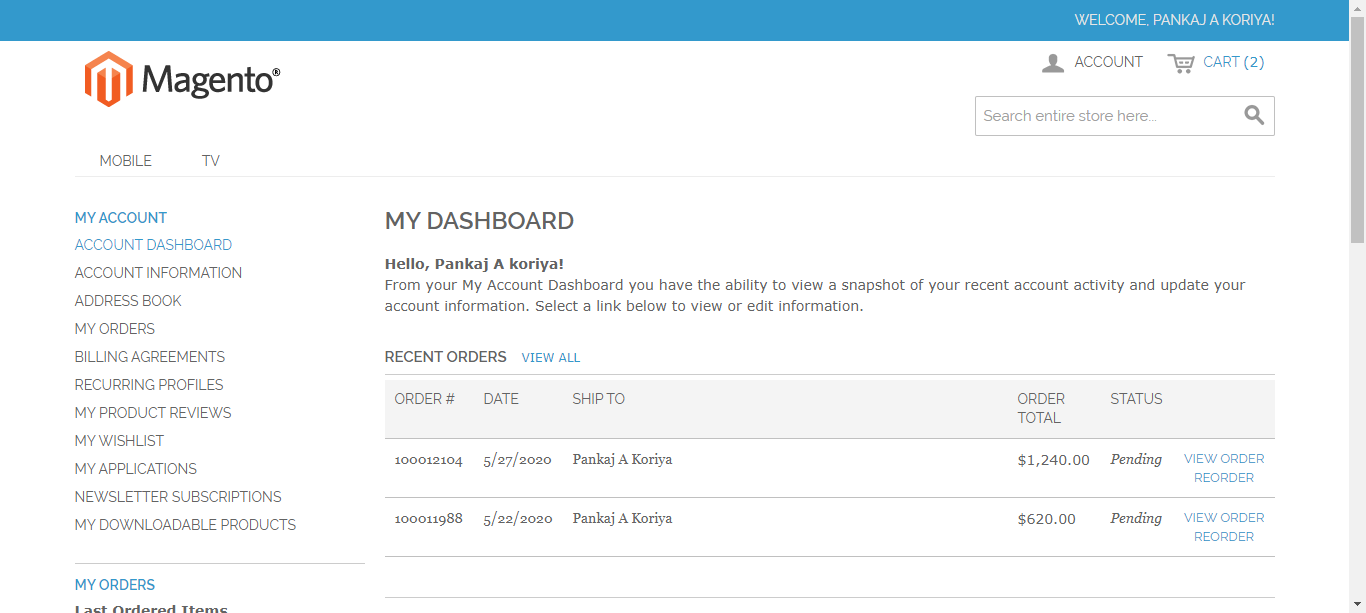 WELCOME, PANKAJ A KORIYA!
Magento®
ACCOUNT
CART (2)
Search entire store here...
MOBILE
TV
MY ACCOUNT
ACCOUNT DASHBOARD
ACCOUNT INFORMATION
ADDRESS BOOK
MY ORDERS
BILLING AGREEMENTS
RECURRING PROFILES
MY PRODUCT REVIEWS
MY WISHLIST
MY APPLICATIONS
NEWSLETTER SUBSCRIPTIONS
MY DOWNLOADABLE PRODUCTS
MY ORDERS
Last Ordered Items
MY DASHBOARD
Hello, Pankaj A koriya!
From your My Account Dashboard you have the ability to view a snapshot of your recent account activity and update your
account information. Select a link below to view or edit information.
RECENT ORDERS VIEW ALL
ORDER # DATE SHIP TO ORDER TOTAL STATUS
100012104 5/27/2020 Pankaj A Koriya $1,240.00 Pending VIEW ORDER
REORDER
100011988 5/22/2020 Pankaj A Koriya $620.00 Pending VIEW ORDER
REORDER